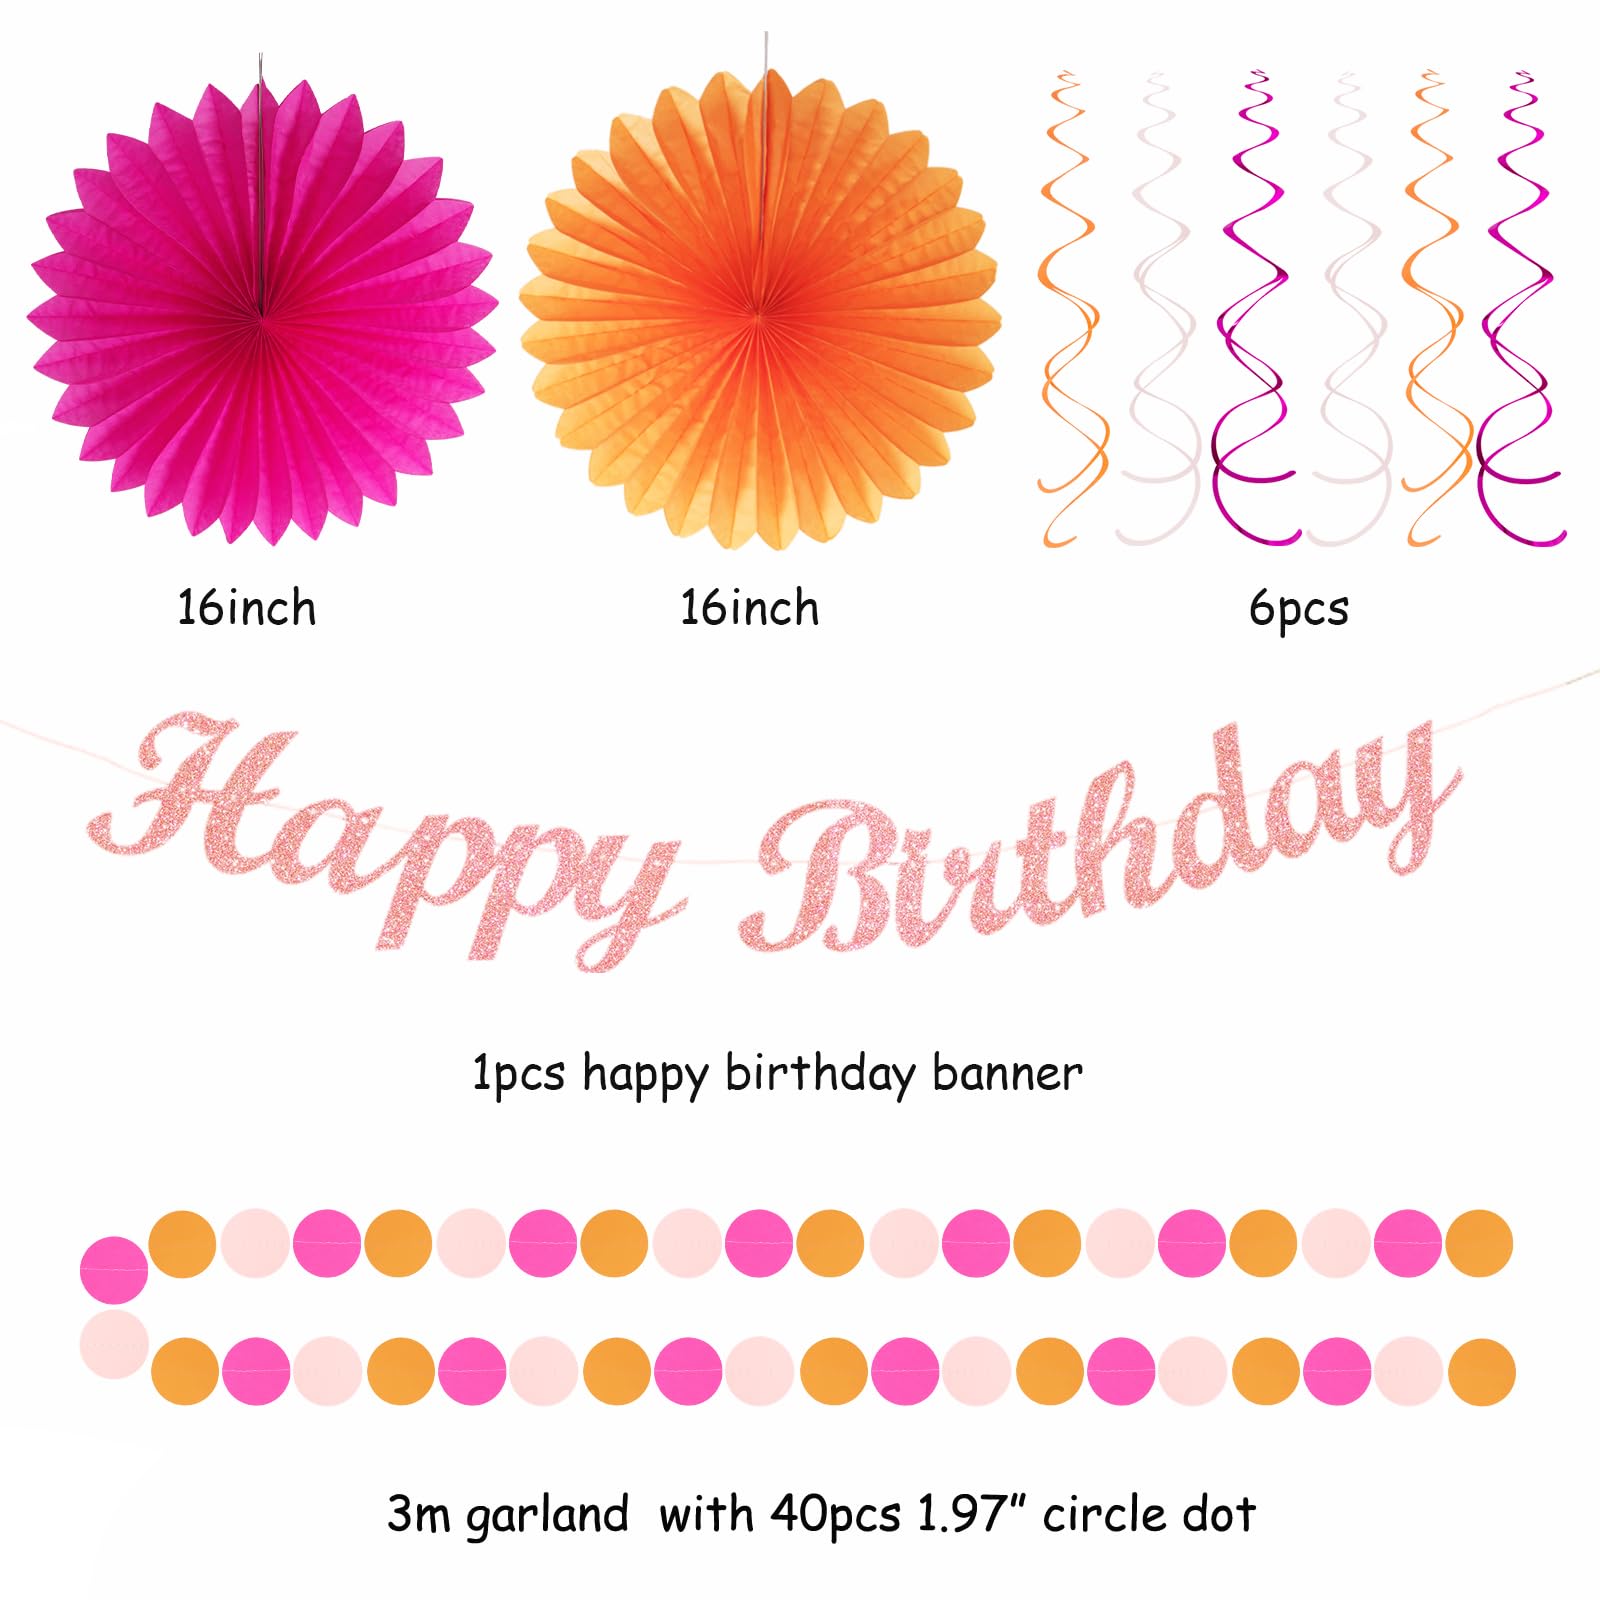 16inch
16inch
6pcs
Happy Birthday
1pcs happy birthday banner
3m garland with 40pcs 1.97" circle dot